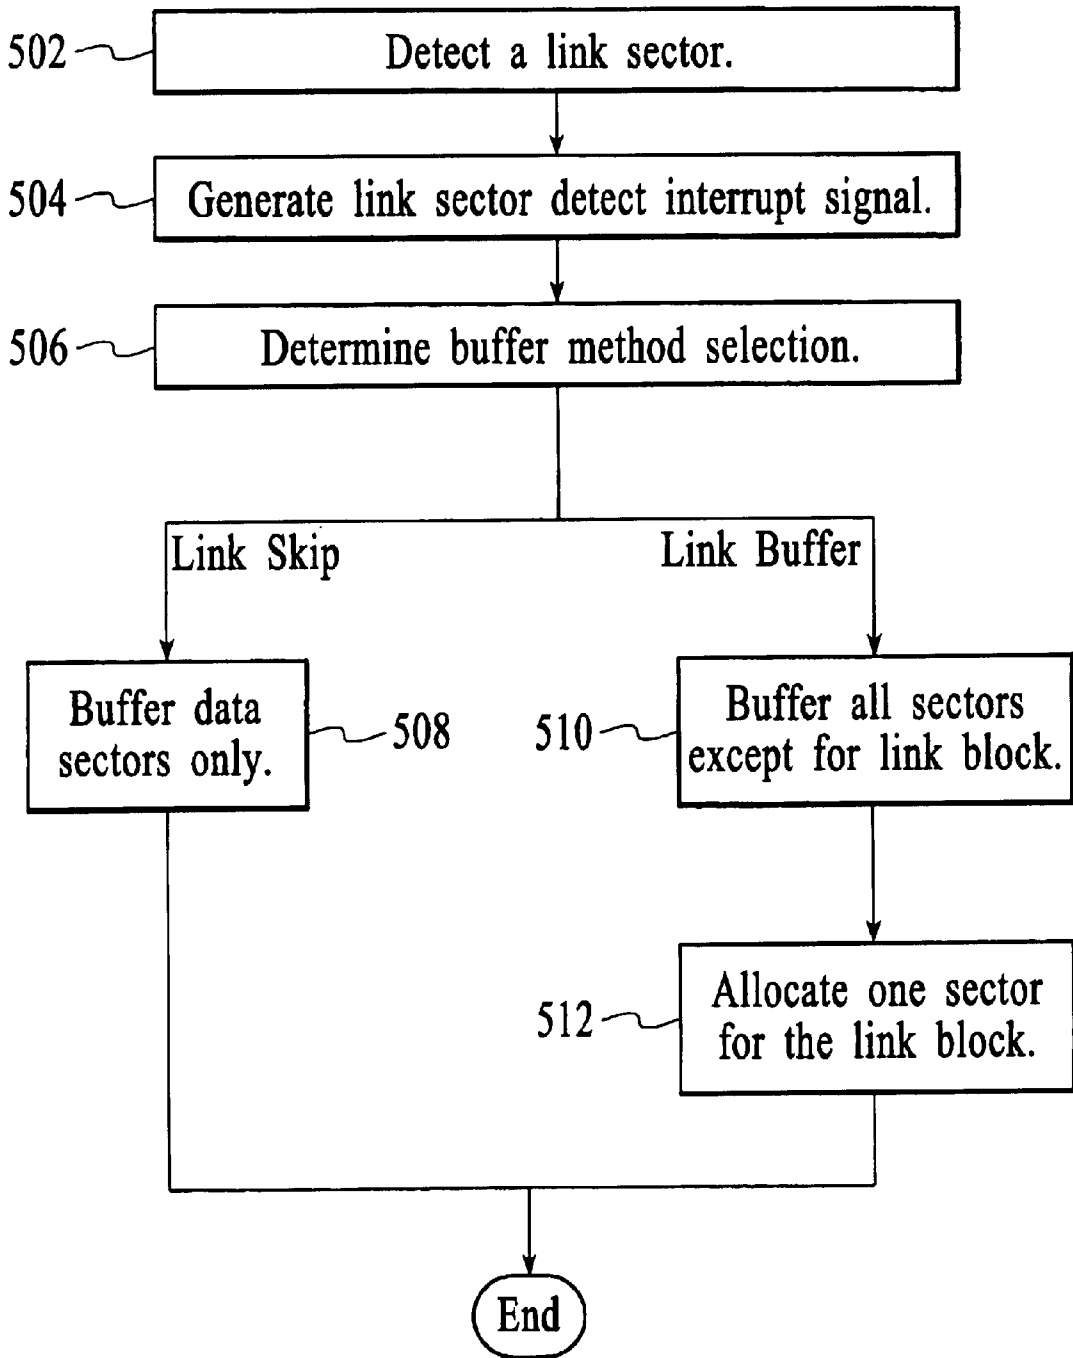 502
Detect a link sector.
504
Generate link sector detect interrupt signal.
506
Determine buffer method selection.
Link Skip
Link Buffer
Buffer data
sectors only.
508
510
Buffer all sectors
except for link block.
512
Allocate one sector
for the link block.
End